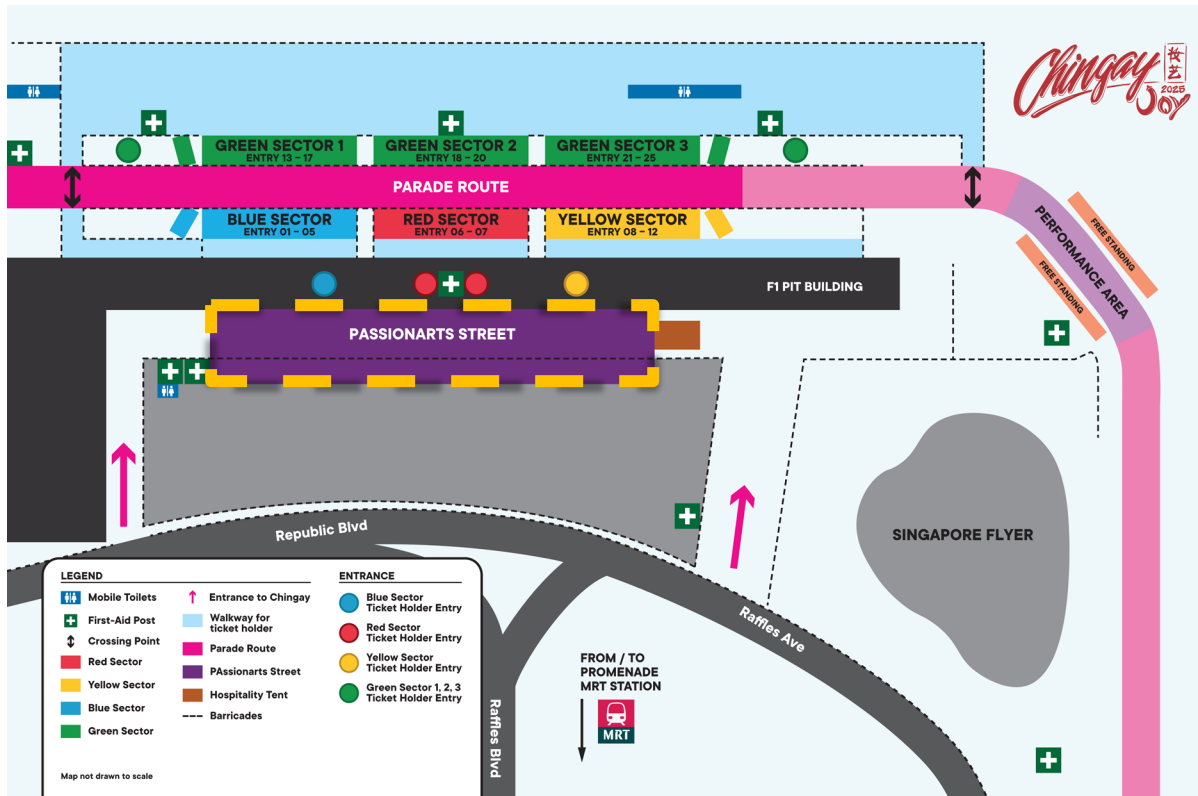 Chingay
技艺
2025
Joy
GREEN SECTOR 1
ENTRY 13 – 17
GREEN SECTOR 2
ENTRY 18 – 20
GREEN SECTOR 3
ENTRY 21 – 25
PARADE ROUTE
BLUE SECTOR
ENTRY 01 – 05
RED SECTOR
ENTRY 06 – 07
YELLOW SECTOR
ENTRY 08 – 12
FREE STANDING
PERFORMANCE AREA
FREE STANDING
F1 PIT BUILDING
PASSIONARTS STREET
SINGAPORE FLYER
Republic Blvd
Raffles Ave
Raffles Blvd
FROM / TO
PROMENADE
MRT STATION
MRT
LEGEND
Mobile Toilets
First-Aid Post
Crossing Point
Red Sector
Yellow Sector
Blue Sector
Green Sector
Entrance to Chingay
Walkway for
ticket holder
Parade Route
PAssionarts Street
Hospitality Tent
Barricades
ENTRANCE
Blue Sector
Ticket Holder Entry
Red Sector
Ticket Holder Entry
Yellow Sector
Ticket Holder Entry
Green Sector 1, 2, 3
Ticket Holder Entry
Map not drawn to scale